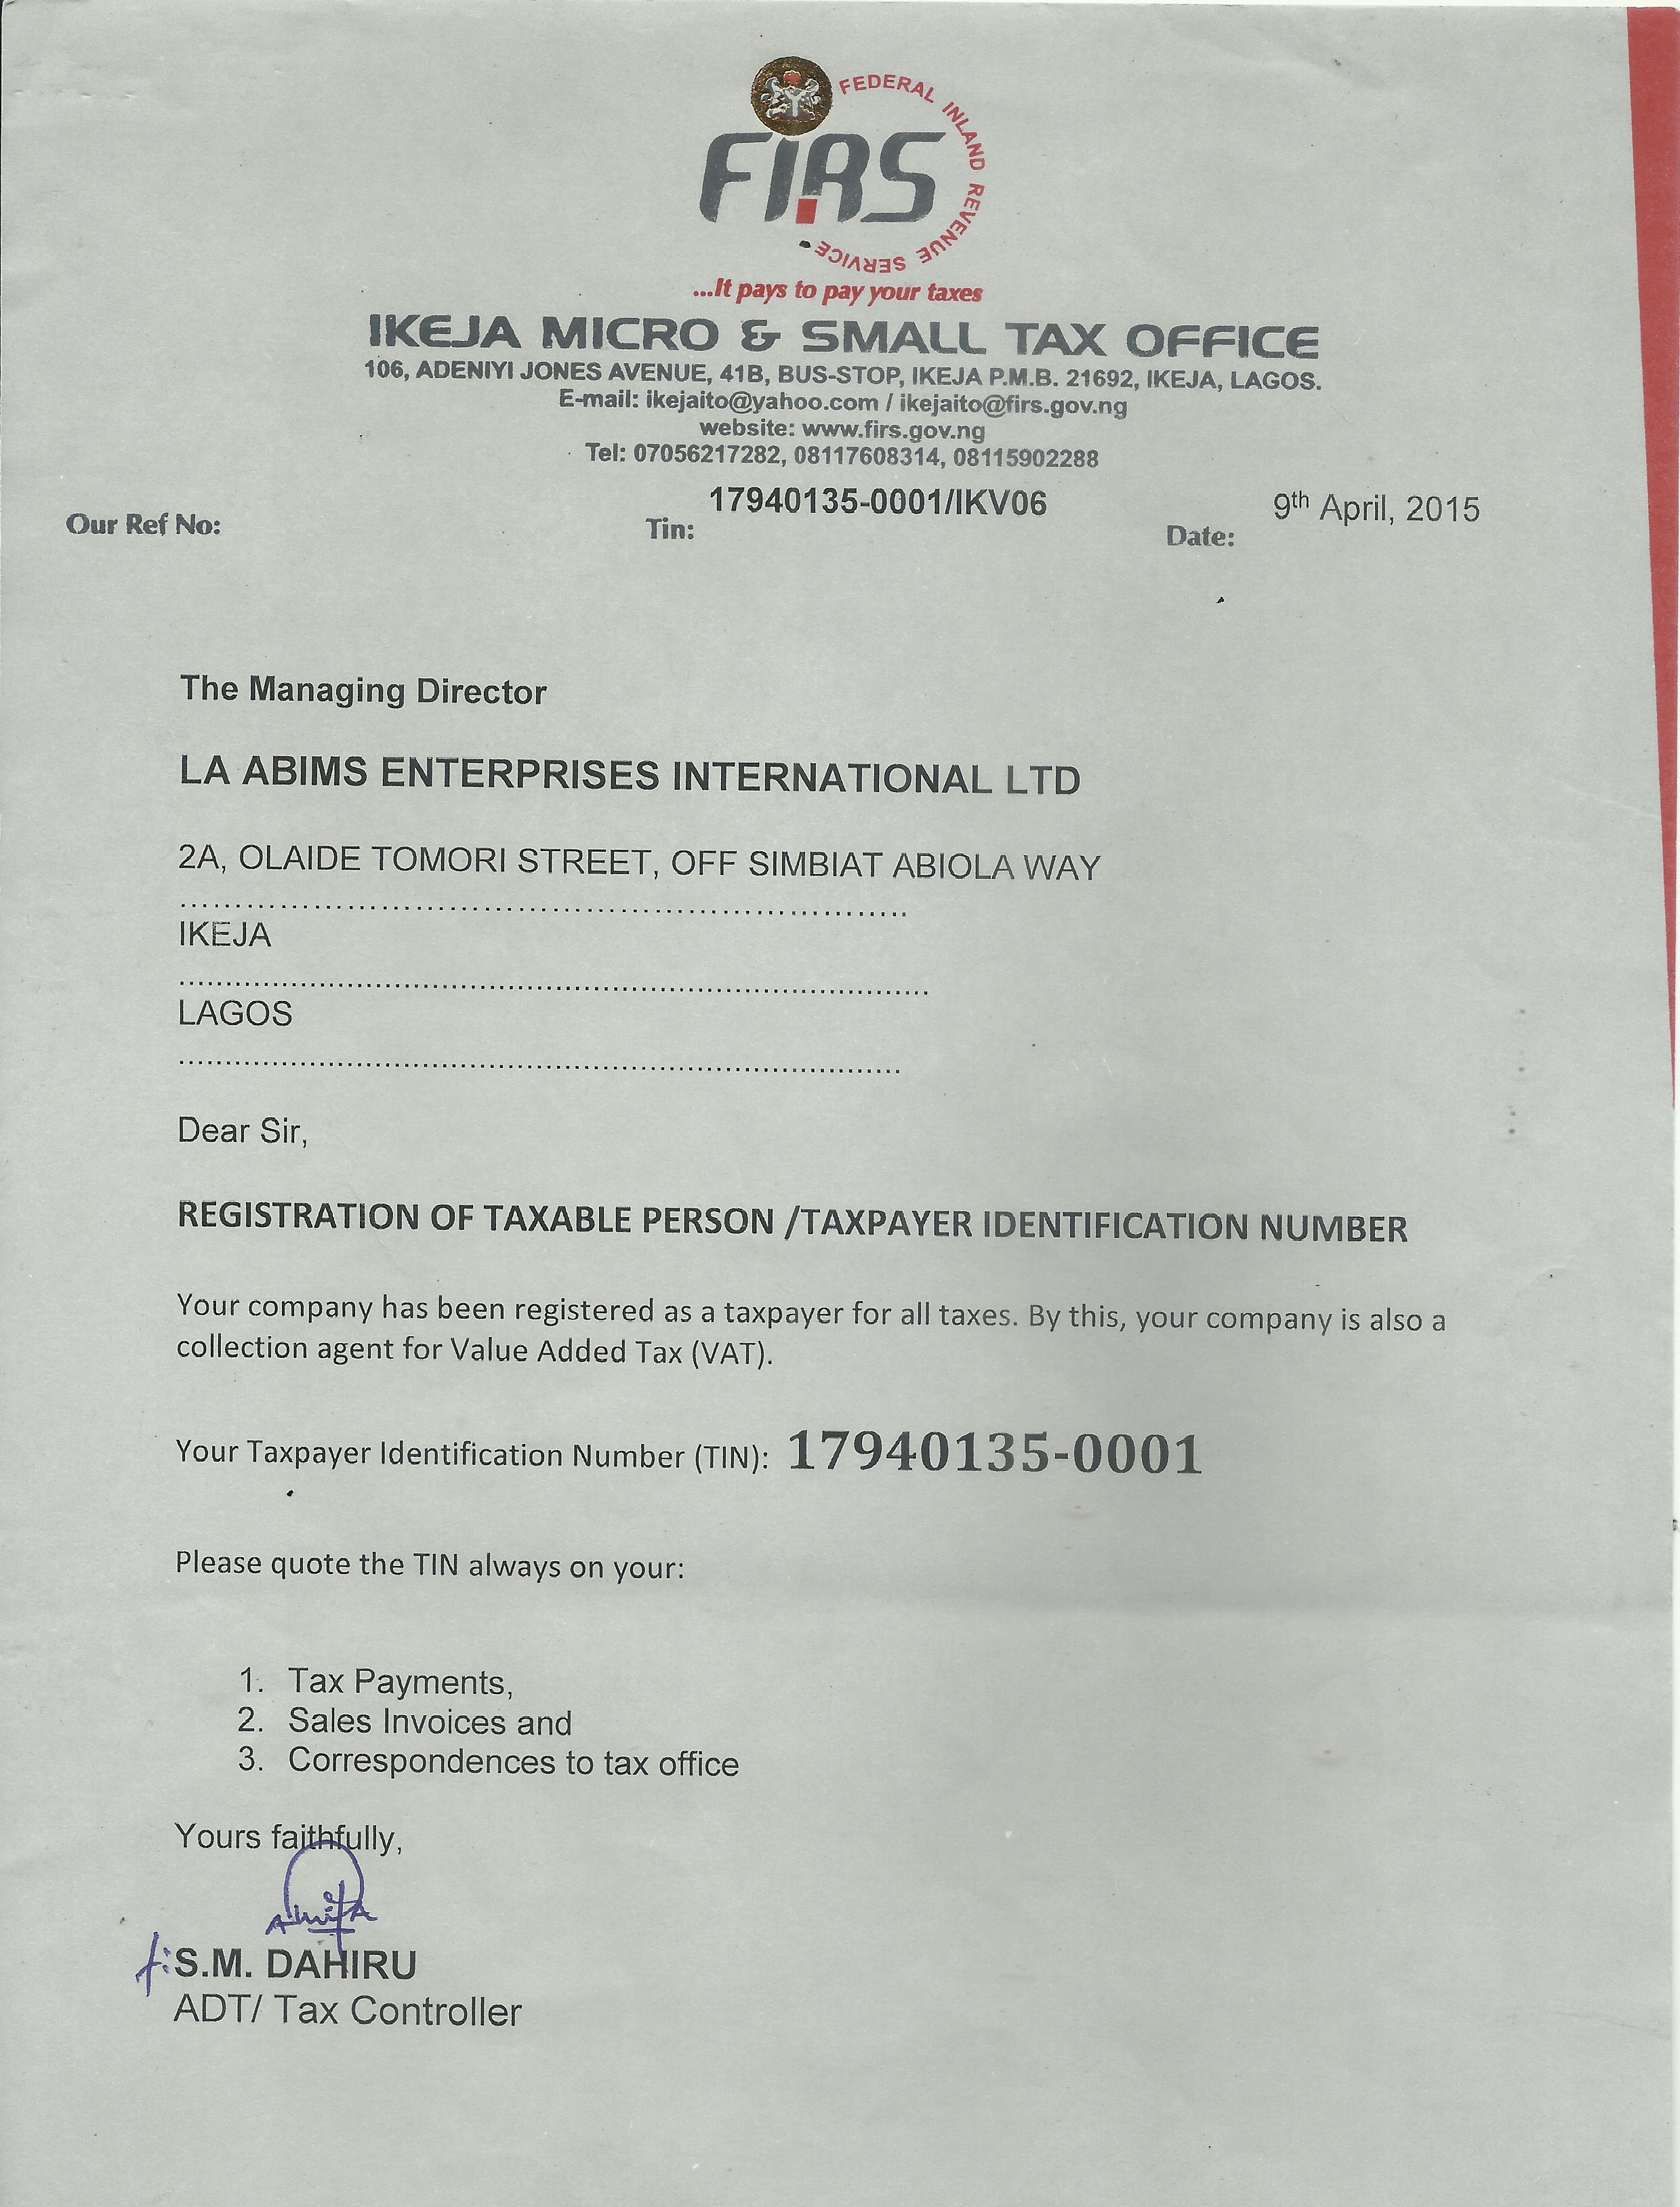 FEDERAL INLAND REVENUE SERVICE
FIRS
...It pays to pay your taxes
IKEJA MICRO & SMALL TAX OFFICE
106, ADENIYI JONES AVENUE, 41B, BUS-STOP, IKEJA P.M.B. 21692, IKEJA, LAGOS.
E-mail: ikejaito@yahoo.com / ikejaito@firs.gov.ng
website: www.firs.gov.ng
Tel: 07056217282, 08117608314, 08115902288
Our Ref No: Tin: 17940135-0001/IKV06 Date: 9th April, 2015
The Managing Director
LA ABIMS ENTERPRISES INTERNATIONAL LTD
2A, OLAIDE TOMORI STREET, OFF SIMBIAT ABIOLA WAY
IKEJA
LAGOS
Dear Sir,
REGISTRATION OF TAXABLE PERSON /TAXPAYER IDENTIFICATION NUMBER
Your company has been registered as a taxpayer for all taxes. By this, your company is also a
collection agent for Value Added Tax (VAT).
Your Taxpayer Identification Number (TIN): 17940135-0001
Please quote the TIN always on your:
1. Tax Payments,
2. Sales Invoices and
3. Correspondences to tax office
Yours faithfully,
S.M. DAHIRU
ADT/ Tax Controller